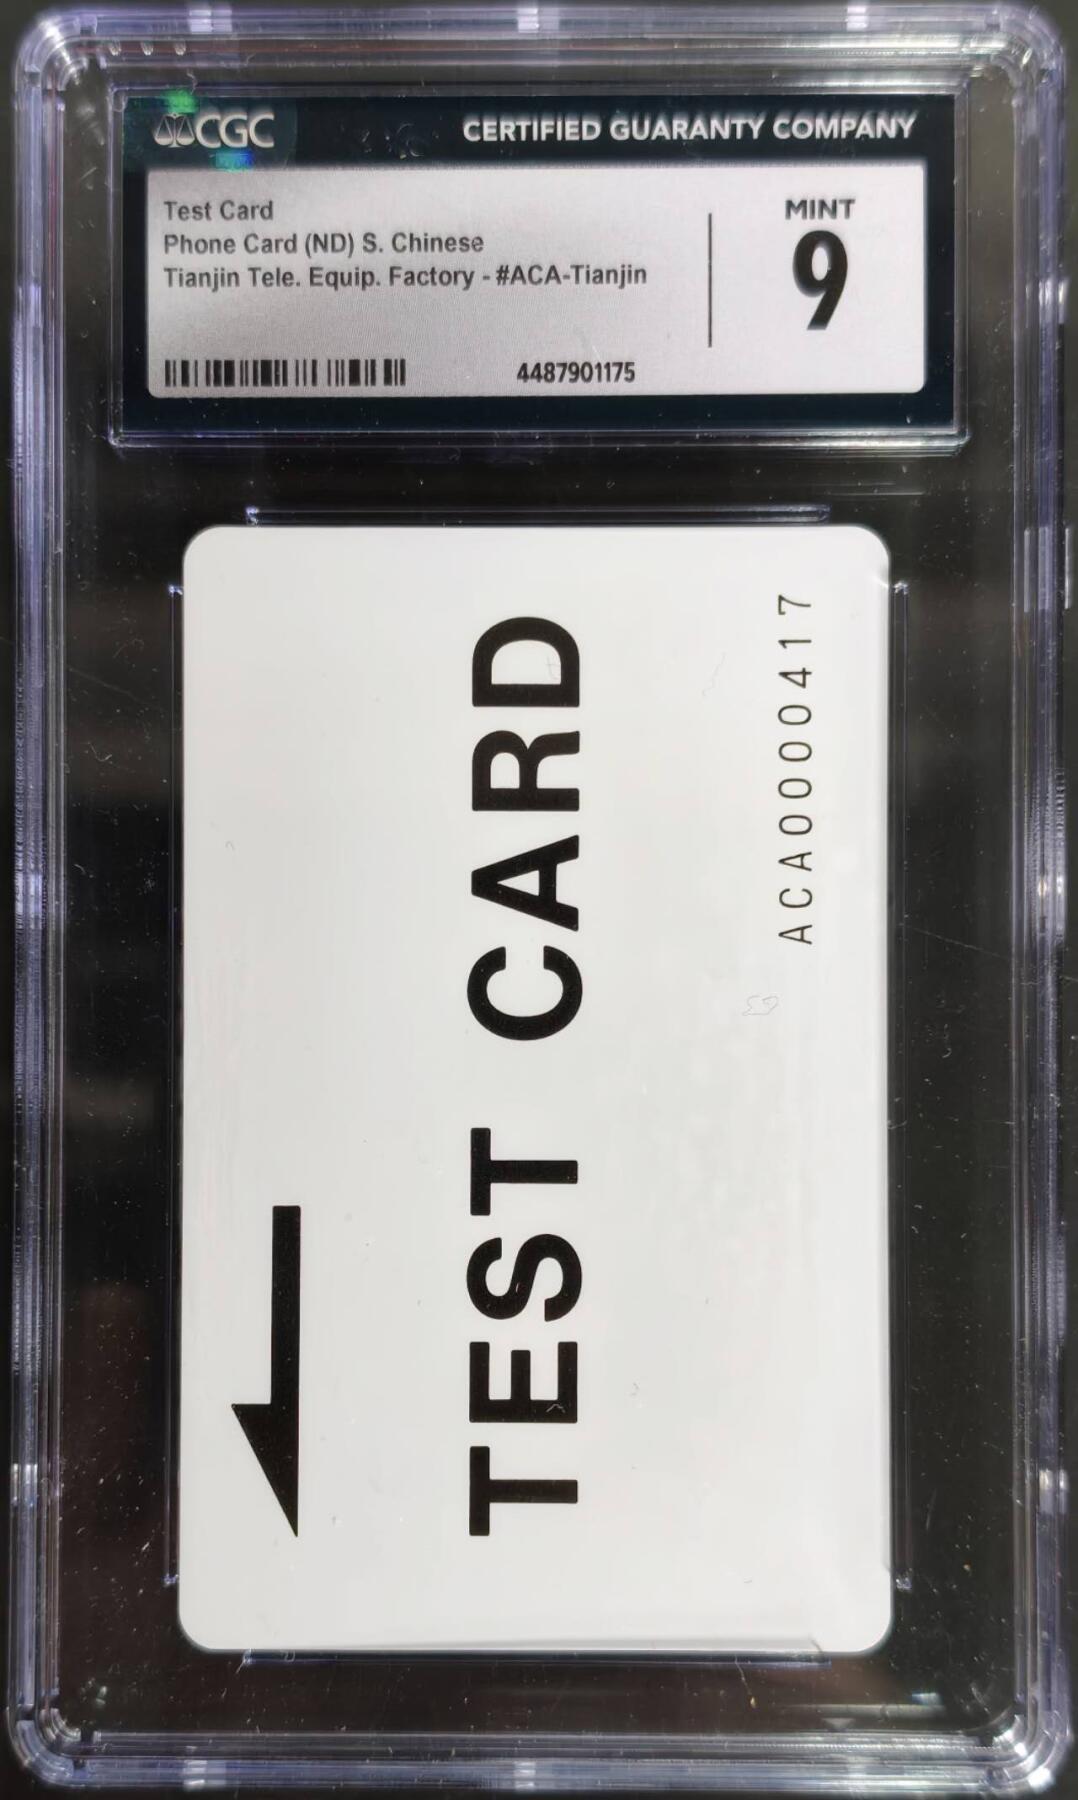 CGC
CERTIFIED GUARANTY COMPANY
Test Card
Phone Card (ND) S. Chinese
Tianjin Tele. Equip. Factory - #ACA-Tianjin
4487901175
MINT
9
TEST CARD
ACA0000417